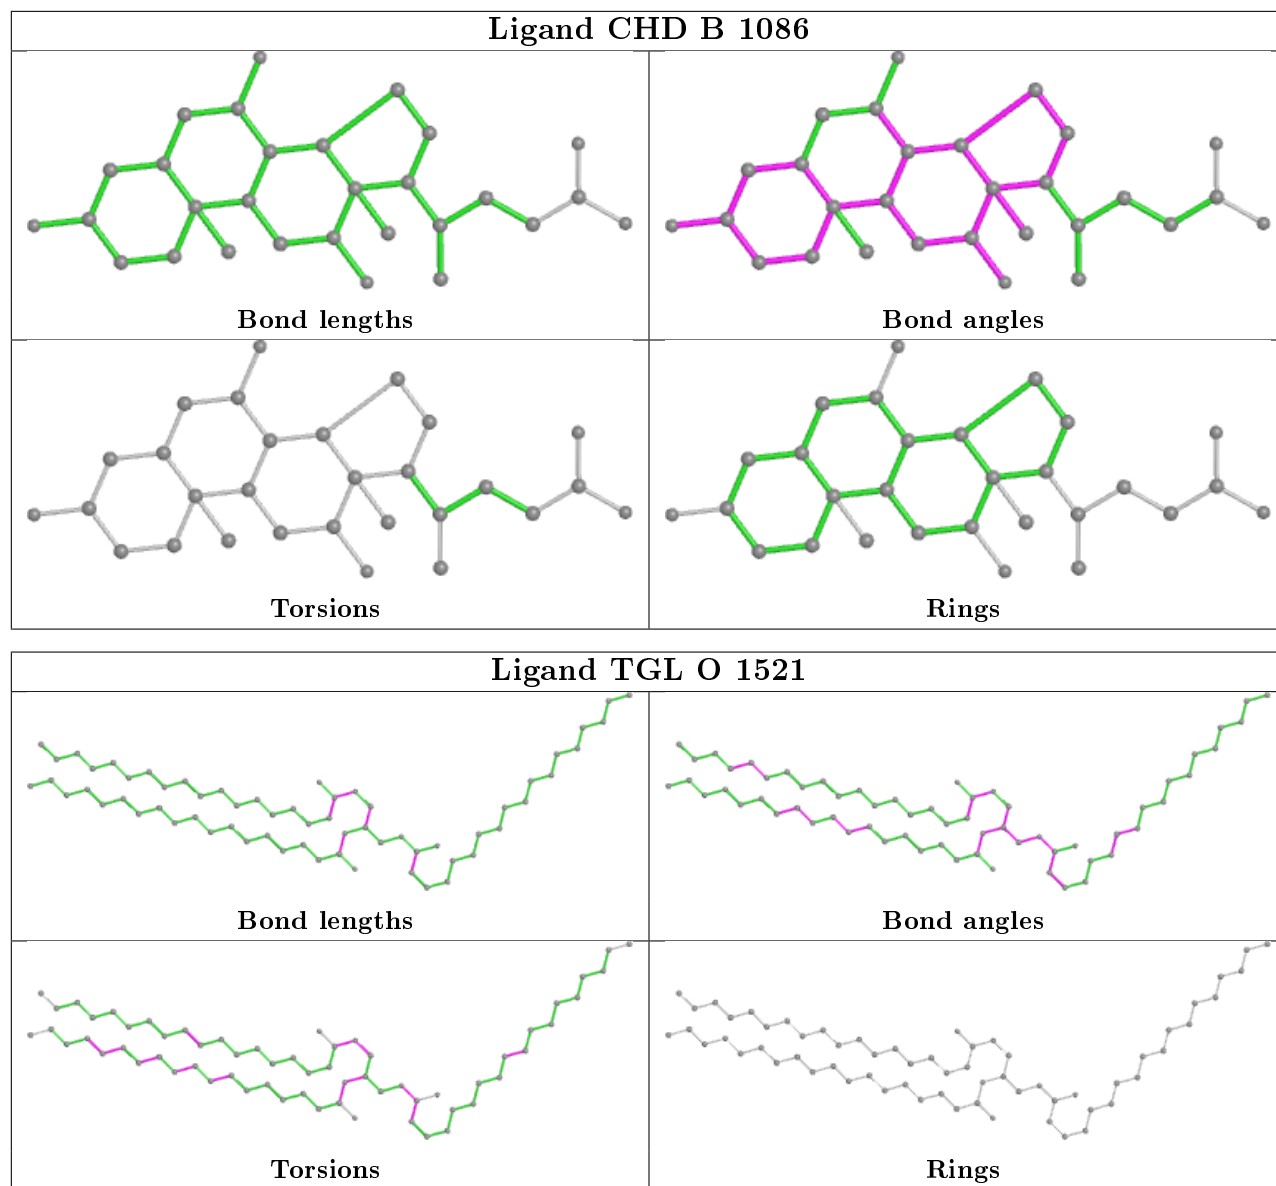 Ligand CHD B 1086
Bond lengths
Bond angles
Torsions
Rings
Ligand TGL O 1521
Bond lengths
Bond angles
Torsions
Rings